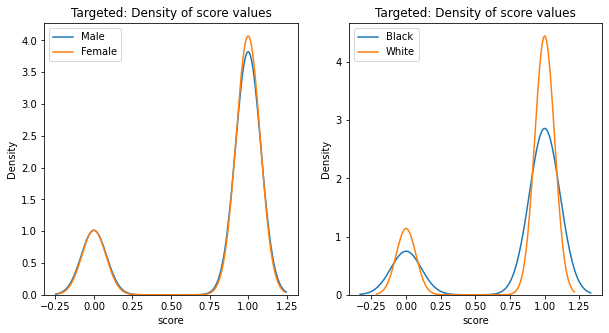 Targeted: Density of score values
Male
Female
4.0
3.5
3.0
2.5
2.0
1.5
1.0
0.5
0.0
Density
−0.25 0.00 0.25 0.50 0.75 1.00 1.25
score
Targeted: Density of score values
Black
White
4
3
2
1
0
Density
−0.25 0.00 0.25 0.50 0.75 1.00 1.25
score